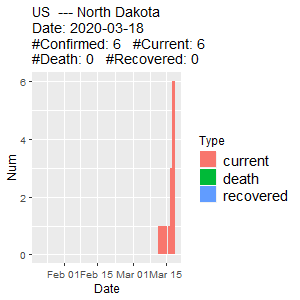 US --- North Dakota
Date: 2020-03-18
#Confirmed: 6 #Current: 6
#Death: 0 #Recovered: 0
6
4
2
0
Num
Feb 01 Feb 15 Mar 01 Mar 15
Date
Type
current
death
recovered